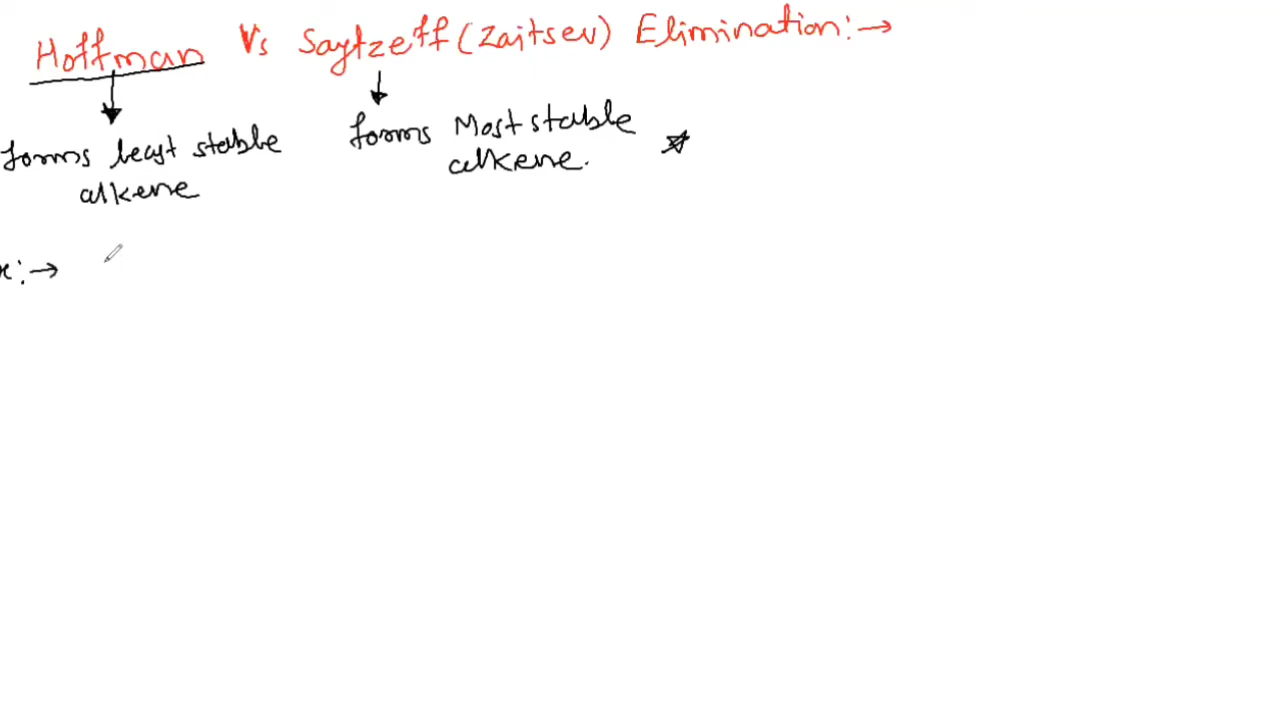 Hoffman Vs Saytzeff (Zaitsev) Elimination:→
forms least stable alkene
forms Most stable alkene.
x:→